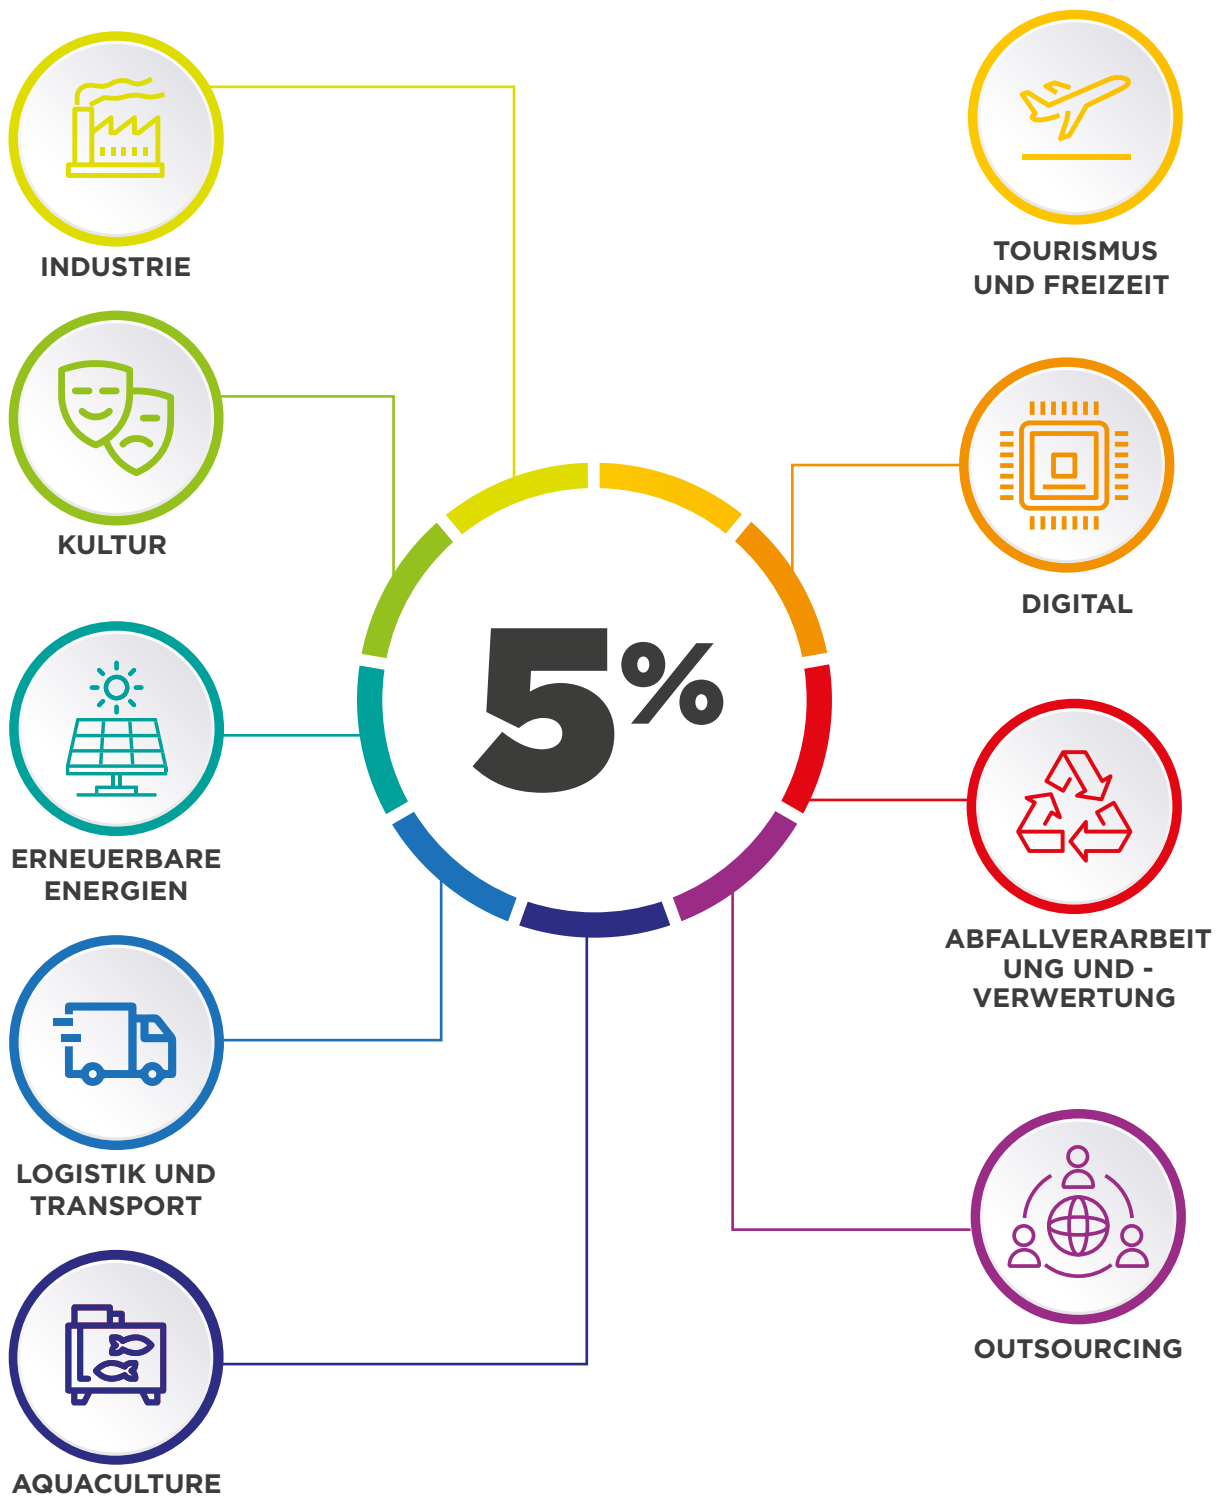 INDUSTRIE
KULTUR
ERNEUERBARE
ENERGIEN
LOGISTIK UND
TRANSPORT
AQUACULTURE
5%
TOURISMUS
UND FREIZEIT
DIGITAL
ABFALLVERARBEIT
UNG UND -
VERWERTUNG
OUTSOURCING